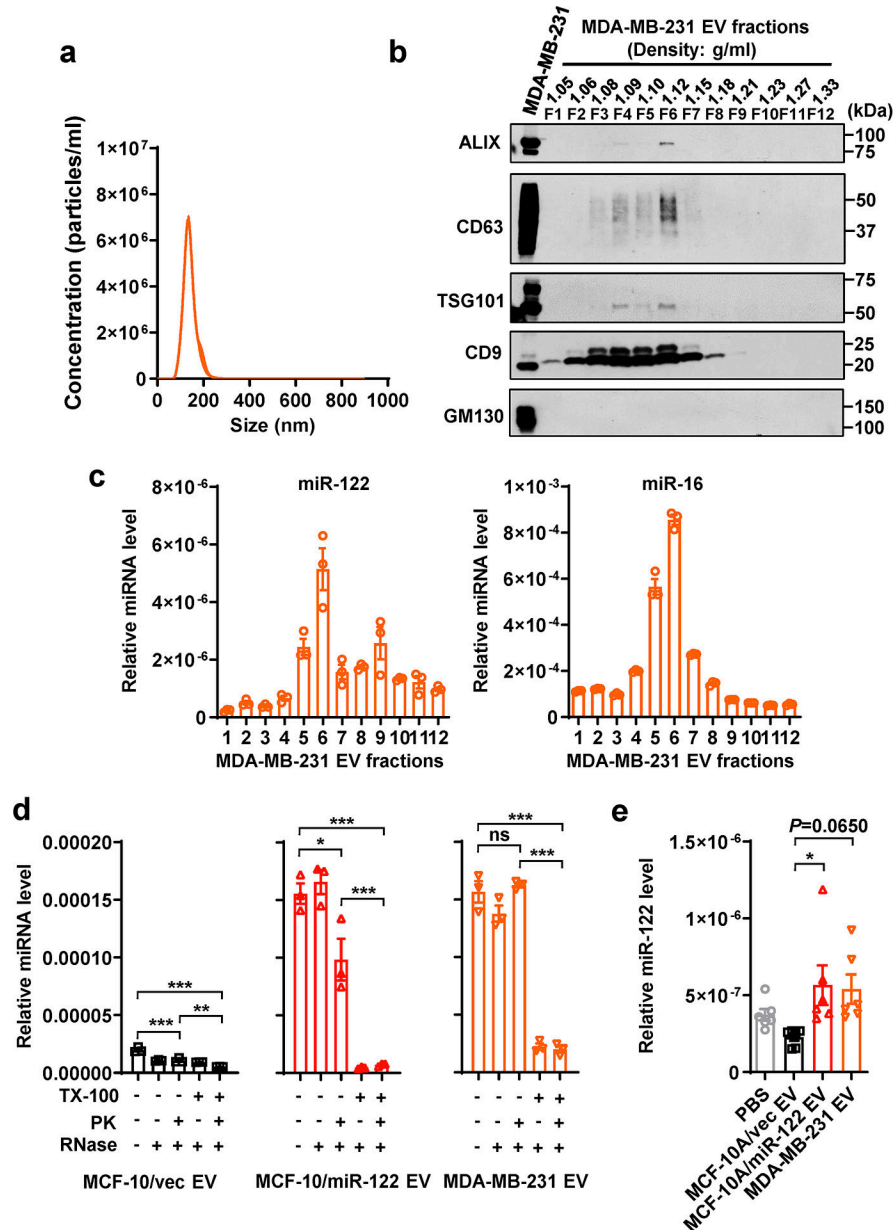 a
Concentration (particles/ml)
1×10⁷
8×10⁶
6×10⁶
4×10⁶
2×10⁶
0
0 200 400 600 800 1000
Size (nm)
b
MDA-MB-231
MDA-MB-231 EV fractions
(Density: g/ml)
1.05 1.06 1.08 1.09 1.10 1.12 1.15 1.18 1.21 1.23 1.27 1.33
F1 F2 F3 F4 F5 F6 F7 F8 F9 F10 F11 F12 (kDa)
ALIX
100
75
CD63
50
37
TSG101
75
50
CD9
25
20
GM130
150
100
c
miR-122
Relative miRNA level
8×10⁻⁶
6×10⁻⁶
4×10⁻⁶
2×10⁻⁶
0
1 2 3 4 5 6 7 8 9 10 11 12
MDA-MB-231 EV fractions
miR-16
Relative miRNA level
1×10⁻³
8×10⁻⁴
6×10⁻⁴
4×10⁻⁴
2×10⁻⁴
0
1 2 3 4 5 6 7 8 9 10 11 12
MDA-MB-231 EV fractions
d
Relative miRNA level
0.00020
0.00015
0.00010
0.00005
0.00000
***
*** **
***
*
***
***
ns
***
TX-100 - - - + + - - - + + - - - + +
PK - - + - + - - + - + - - + - +
RNase - + + + + - + + + + - + + + +
MCF-10/vec EV MCF-10/miR-122 EV MDA-MB-231 EV
e
Relative miR-122 level
1.5×10⁻⁶
1×10⁻⁶
5×10⁻⁷
0
P=0.0650
*
PBS
MCF-10A/vec EV
MCF-10A/miR-122 EV
MDA-MB-231 EV